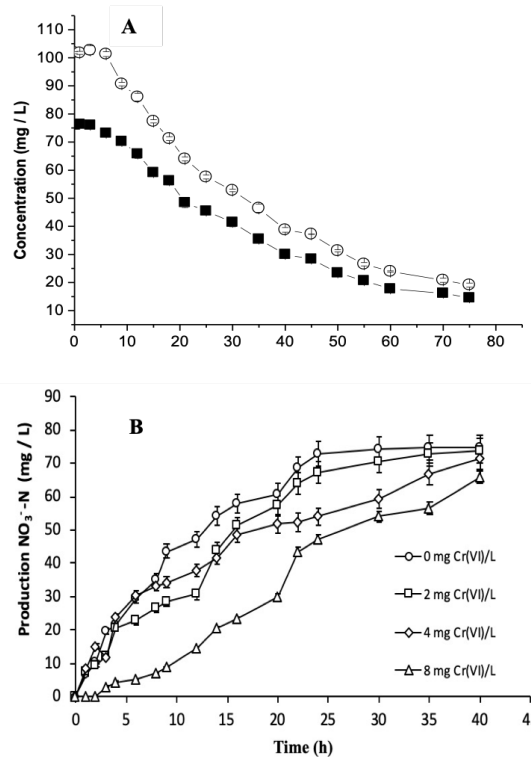 A
Concentration (mg / L)
110
100
90
80
70
60
50
40
30
20
10
0 10 20 30 40 50 60 70 80
B
Production NO₃⁻-N (mg / L)
90
80
70
60
50
40
30
20
10
0
0 mg Cr(VI)/L
2 mg Cr(VI)/L
4 mg Cr(VI)/L
8 mg Cr(VI)/L
0 5 10 15 20 25 30 35 40 4
Time (h)